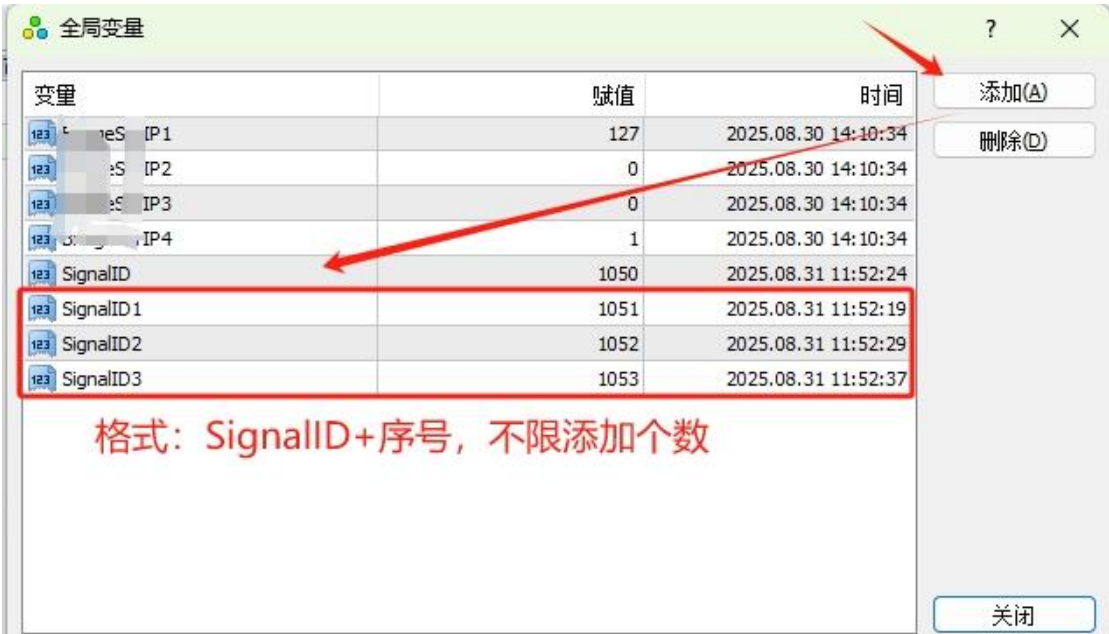 全局变量
?
变量 赋值 时间
添加(A)
IP1 127 2025.08.30 14:10:34
删除(D)
IP2 0 2025.08.30 14:10:34
IP3 0 2025.08.30 14:10:34
IP4 1 2025.08.30 14:10:34
SignalID 1050 2025.08.31 11:52:24
SignalID1 1051 2025.08.31 11:52:19
SignalID2 1052 2025.08.31 11:52:29
SignalID3 1053 2025.08.31 11:52:37
格式：SignalID+序号，不限添加个数
关闭